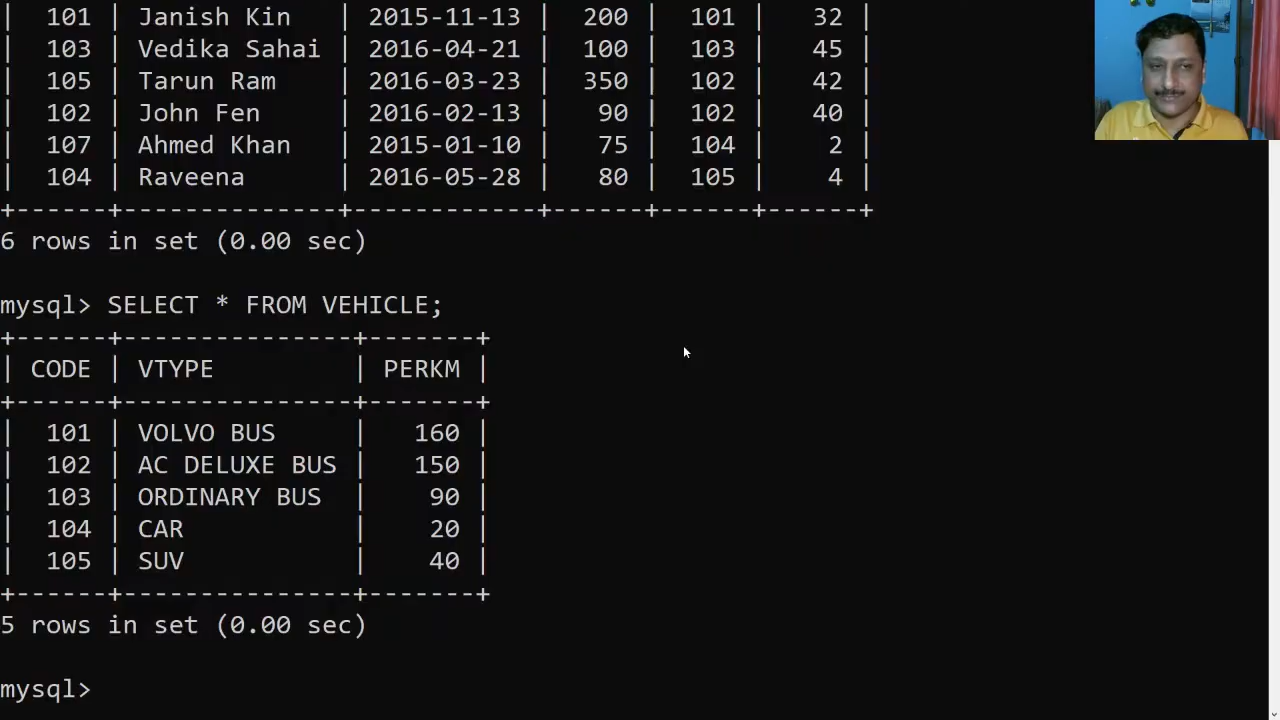 | 101 | Janish Kin | 2015-11-13 | 200 | 101 | 32 |
| 103 | Vedika Sahai | 2016-04-21 | 100 | 103 | 45 |
| 105 | Tarun Ram | 2016-03-23 | 350 | 102 | 42 |
| 102 | John Fen | 2016-02-13 | 90 | 102 | 40 |
| 107 | Ahmed Khan | 2015-01-10 | 75 | 104 | 2 |
| 104 | Raveena | 2016-05-28 | 80 | 105 | 4 |
+------+---------------+------------+------+------+------+
6 rows in set (0.00 sec)
mysql> SELECT * FROM VEHICLE;
+------+---------------+-------+
| CODE | VTYPE | PERKM |
+------+---------------+-------+
| 101 | VOLVO BUS | 160 |
| 102 | AC DELUXE BUS | 150 |
| 103 | ORDINARY BUS | 90 |
| 104 | CAR | 20 |
| 105 | SUV | 40 |
+------+---------------+-------+
5 rows in set (0.00 sec)
mysql>